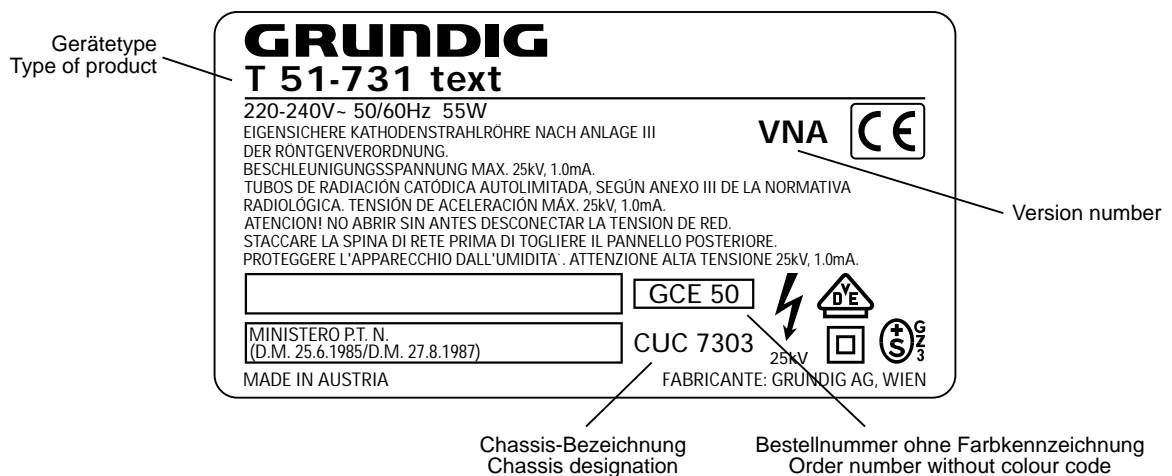 Gerätetype
Type of product
GRUNDIG
T 51-731 text
220-240V~ 50/60Hz 55W
EIGENSICHERE KATHODENSTRAHLRÖHRE NACH ANLAGE III
DER RÖNTGENVERORDNUNG.
BESCHLEUNIGUNGSSPANNUNG MAX. 25kV, 1.0mA.
TUBOS DE RADIACIÓN CATÓDICA AUTOLIMITADA, SEGÚN ANEXO III DE LA NORMATIVA
RADIOLÓGICA. TENSIÓN DE ACELERACIÓN MÁX. 25kV, 1.0mA.
ATENCION! NO ABRIR SIN ANTES DESCONECTAR LA TENSION DE RED.
STACCARE LA SPINA DI RETE PRIMA DI TOGLIERE IL PANNELLO POSTERIORE.
PROTEGGERE L'APPARECCHIO DALL'UMIDITA`. ATTENZIONE ALTA TENSIONE 25kV, 1.0mA.
VNA CE
Version number
GCE 50
DVE
MINISTERO P.T. N.
(D.M. 25.6.1985/D.M. 27.8.1987)
CUC 7303
25kV
+S GZ3
MADE IN AUSTRIA
FABRICANTE: GRUNDIG AG, WIEN
Chassis-Bezeichnung
Chassis designation
Bestellnummer ohne Farbkennzeichnung
Order number without colour code